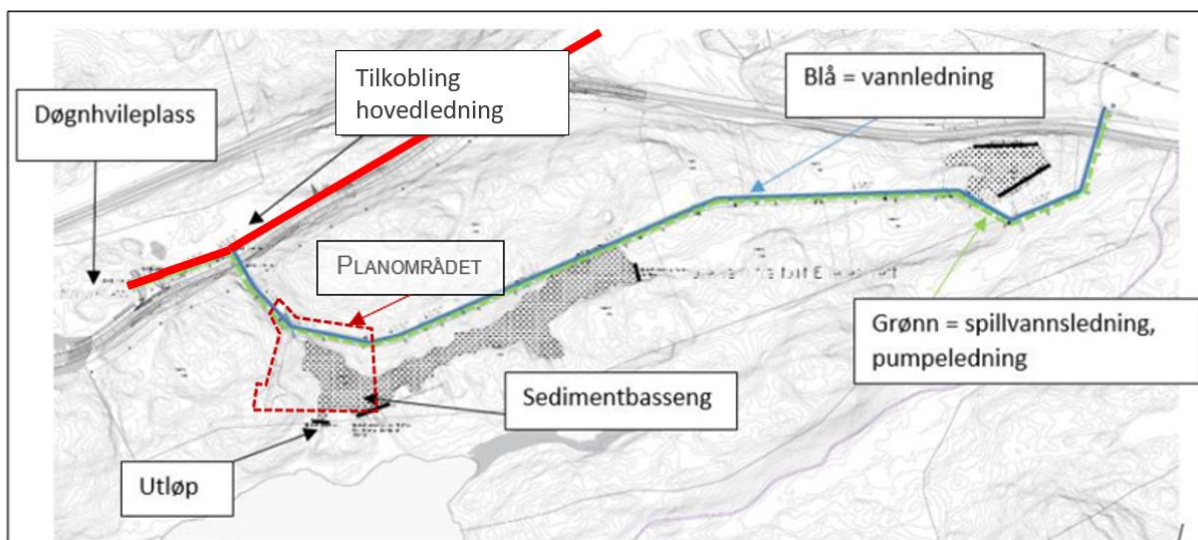 Tilkobling
hovedledning
Blå = vannledning
Døgnhvileplass
PLANOMRÅDET
Grønn = spillvannsledning,
pumpeledning
Sedimentbasseng
Utløp